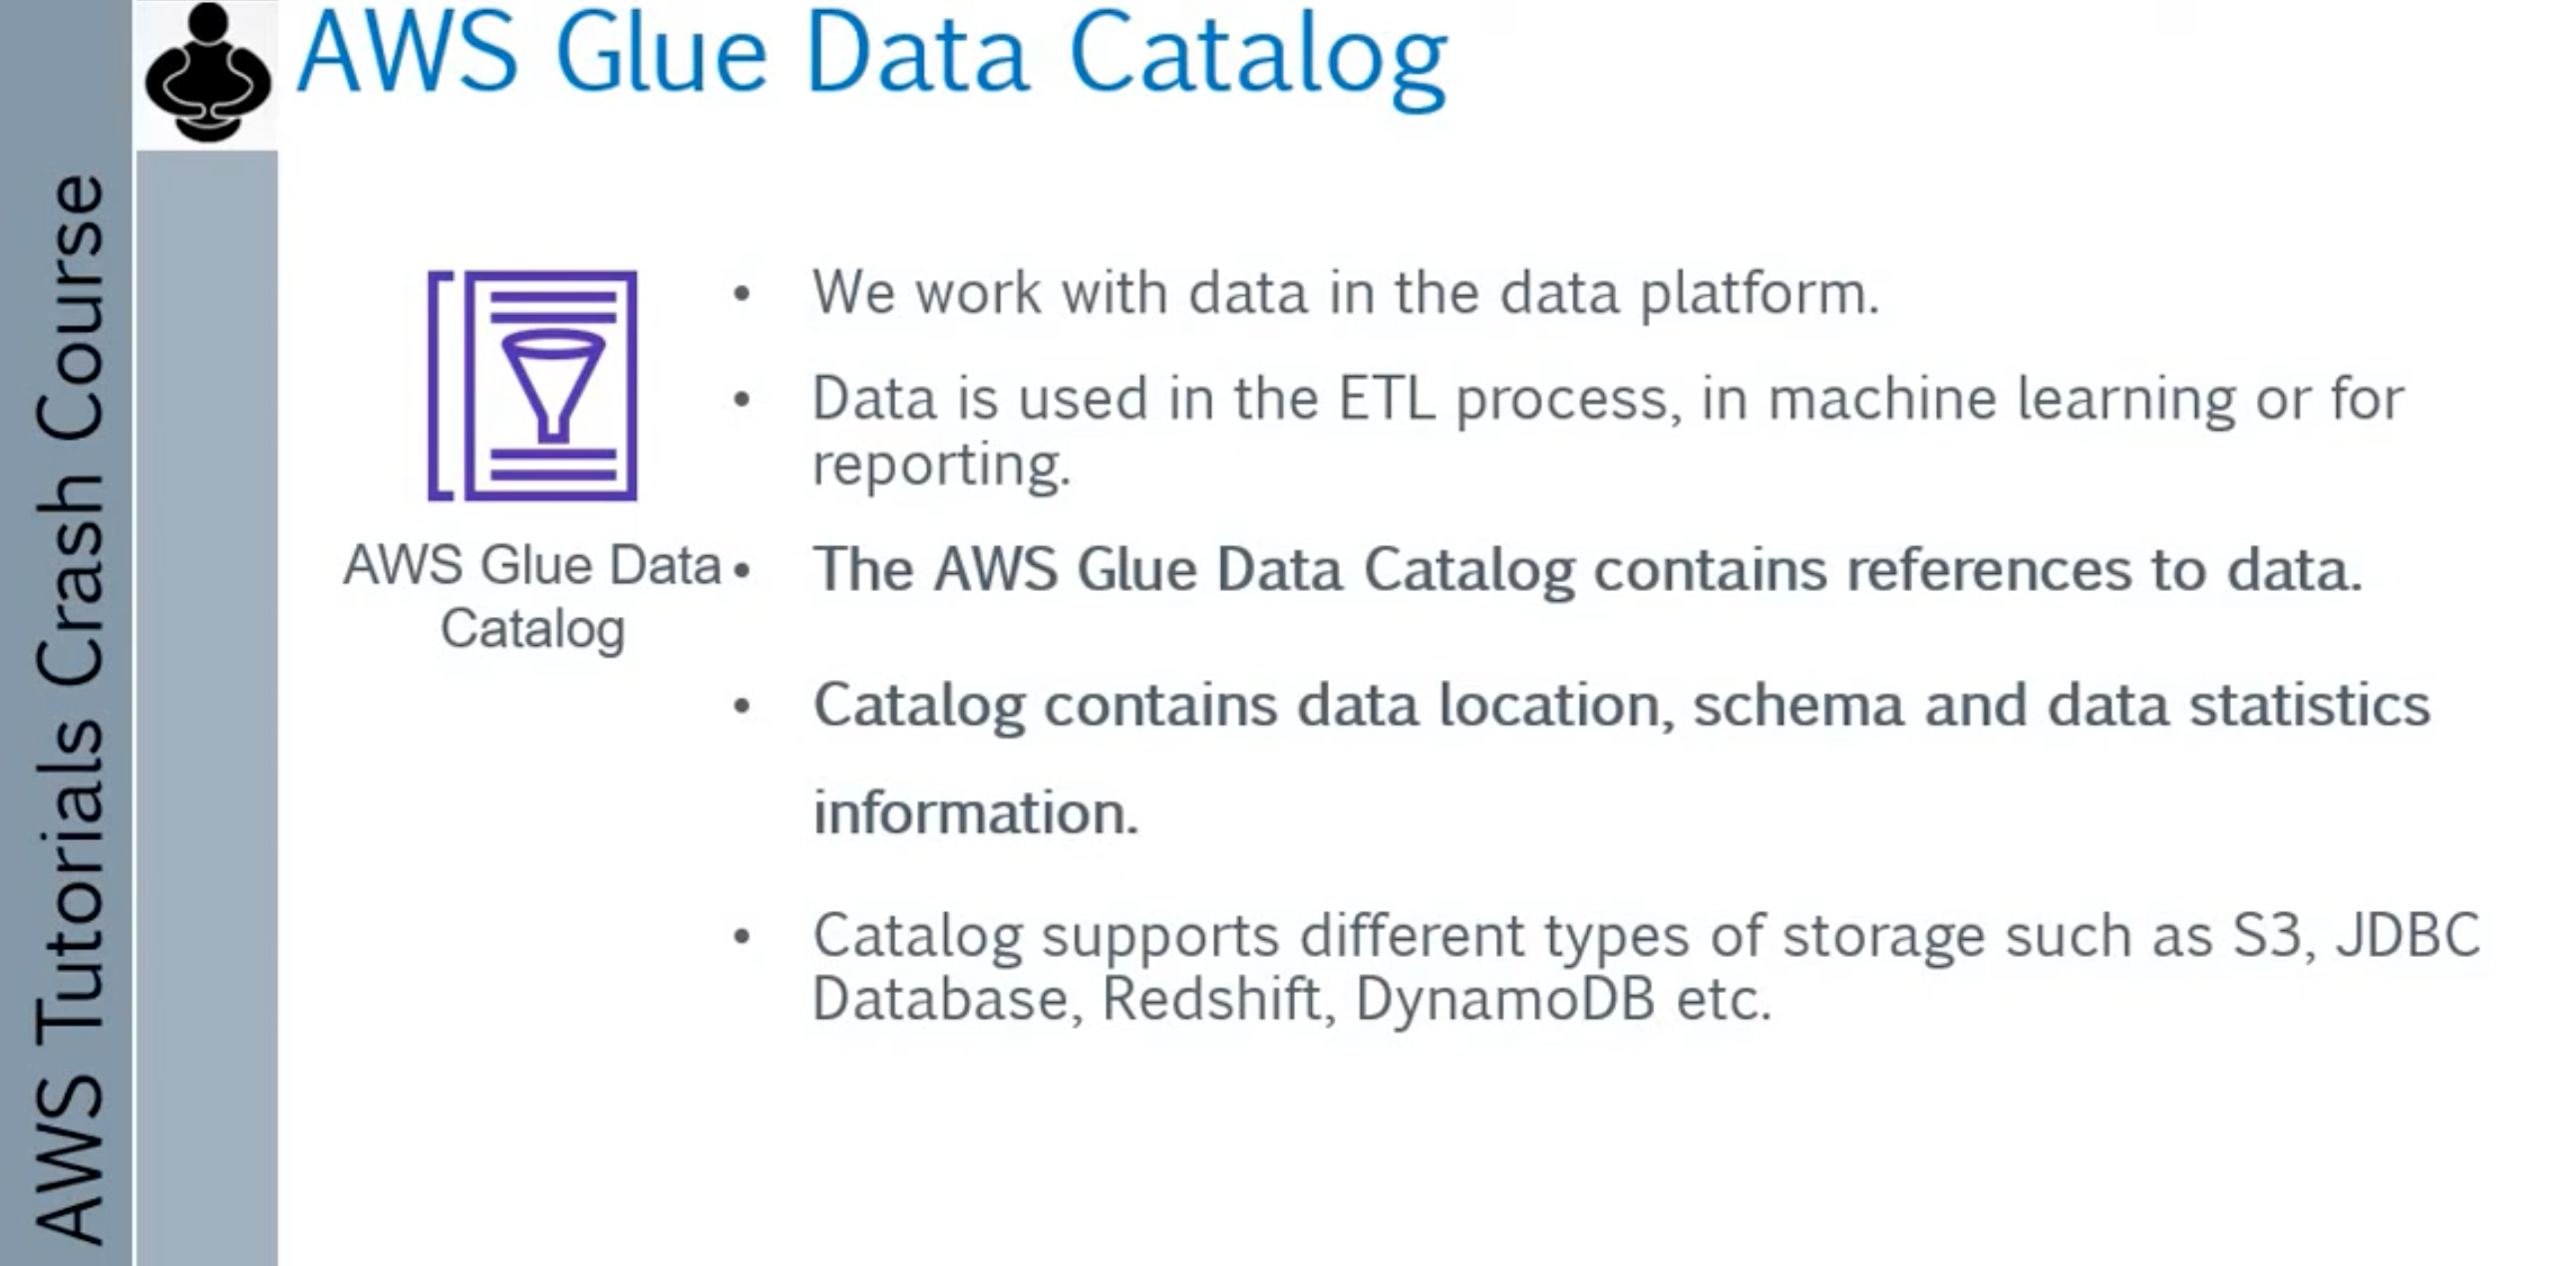 AWS Glue Data Catalog
AWS Tutorials Crash Course
AWS Glue Data
Catalog
• We work with data in the data platform.
• Data is used in the ETL process, in machine learning or for
reporting.
• The AWS Glue Data Catalog contains references to data.
• Catalog contains data location, schema and data statistics
information.
• Catalog supports different types of storage such as S3, JDBC
Database, Redshift, DynamoDB etc.